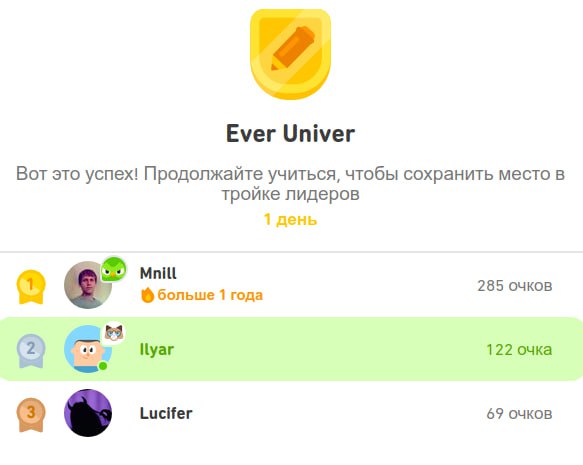 Ever Univer
Вот это успех! Продолжайте учиться, чтобы сохранить место в
тройке лидеров
1 день
1
Mnill
больше 1 года
285 очков
2
Ilyar
122 очка
3
Lucifer
69 очков